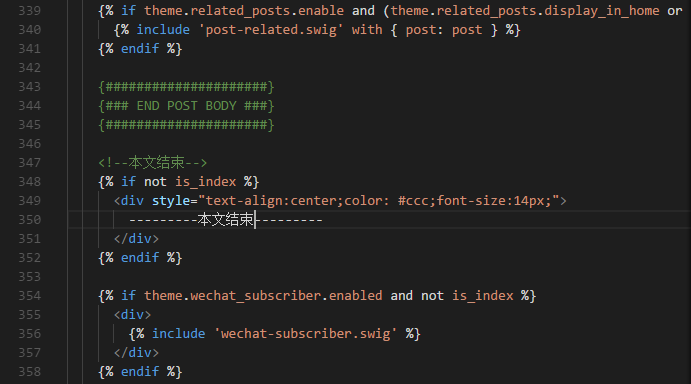 339 {% if theme.related_posts.enable and (theme.related_posts.display_in_home or
340 {% include 'post-related.swig' with { post: post } %}
341 {% endif %}
342
343 {#####################}
344 {### END POST BODY ###}
345 {#####################}
346
347 <!--本文结束-->
348 {% if not is_index %}
349 <div style="text-align:center;color: #ccc;font-size:14px;">
350 ---------本文结束---------
351 </div>
352 {% endif %}
353
354 {% if theme.wechat_subscriber.enabled and not is_index %}
355 <div>
356 {% include 'wechat-subscriber.swig' %}
357 </div>
358 {% endif %}